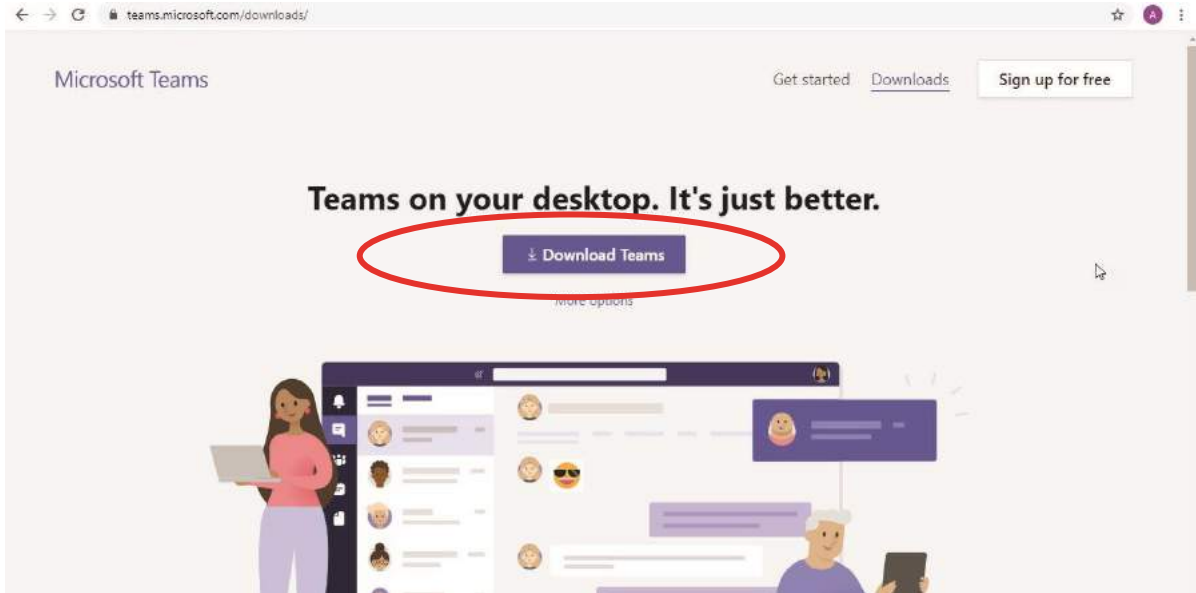 teams.microsoft.com/downloads/
A
Microsoft Teams
Get started Downloads Sign up for free
Teams on your desktop. It's just better.
Download Teams
More options